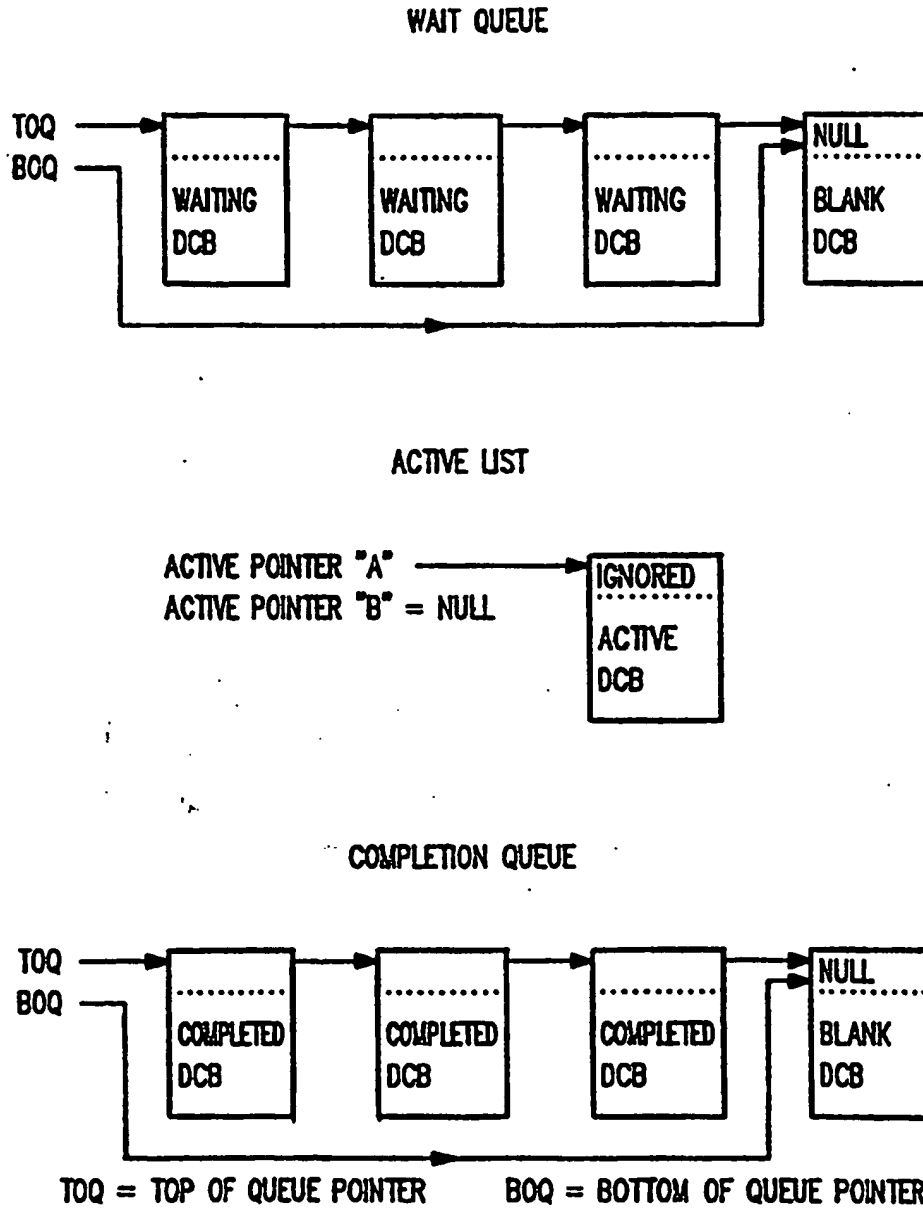 WAIT QUEUE
TOQ
BOQ
WAITING
DCB
WAITING
DCB
WAITING
DCB
NULL
BLANK
DCB
ACTIVE LIST
ACTIVE POINTER "A"
ACTIVE POINTER "B" = NULL
IGNORED
ACTIVE
DCB
COMPLETION QUEUE
TOQ
BOQ
COMPLETED
DCB
COMPLETED
DCB
COMPLETED
DCB
NULL
BLANK
DCB
TOQ = TOP OF QUEUE POINTER BOQ = BOTTOM OF QUEUE POINTER